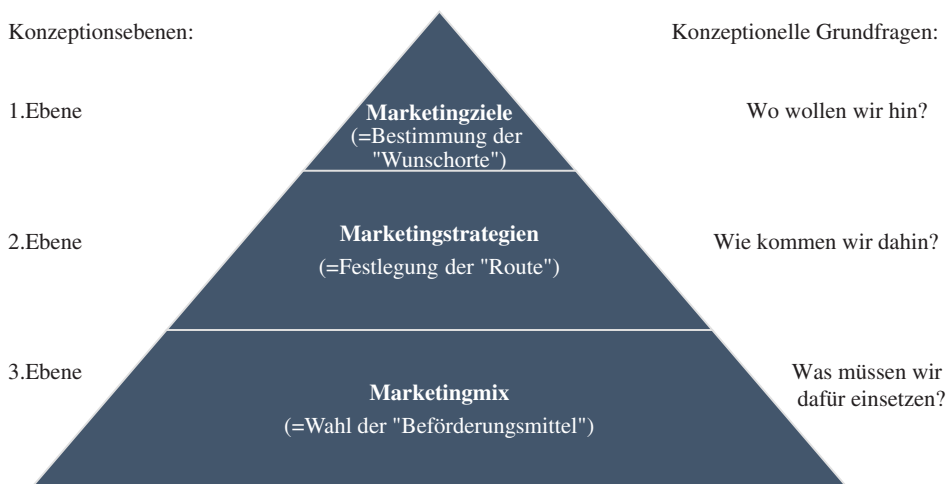 Konzeptionsebenen:
Konzeptionelle Grundfragen:
1.Ebene
Marketingziele
(=Bestimmung der
"Wunschorte")
Wo wollen wir hin?
2.Ebene
Marketingstrategien
(=Festlegung der "Route")
Wie kommen wir dahin?
3.Ebene
Marketingmix
(=Wahl der "Beförderungsmittel")
Was müssen wir
dafür einsetzen?